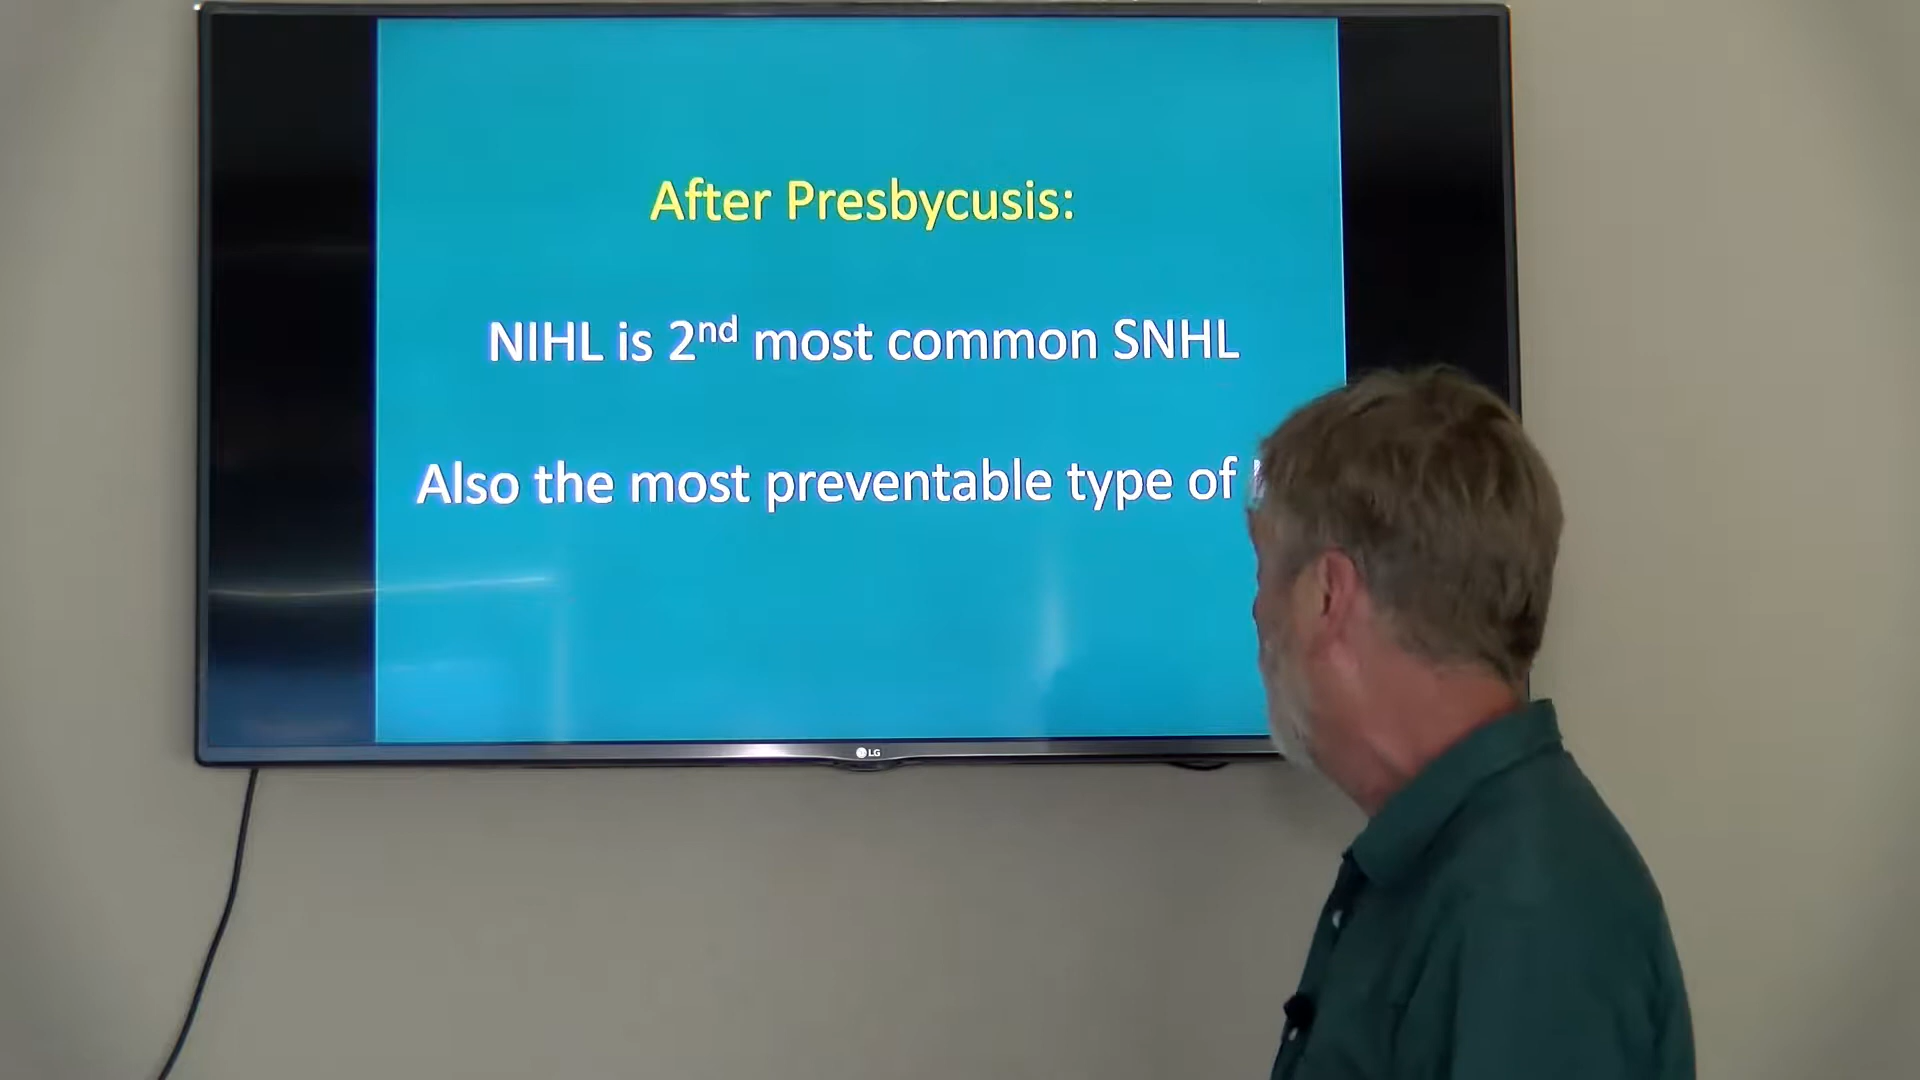 After Presbycusis:
NIHL is 2nd most common SNHL
Also the most preventable type of
LG